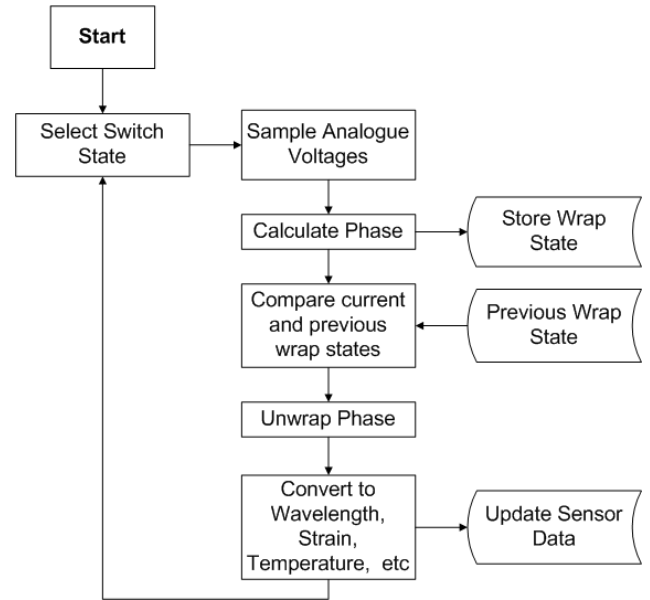 Start
Select Switch
State
Sample Analogue
Voltages
Calculate Phase
Store Wrap
State
Compare current
and previous
wrap states
Previous Wrap
State
Unwrap Phase
Convert to
Wavelength,
Strain,
Temperature, etc
Update Sensor
Data